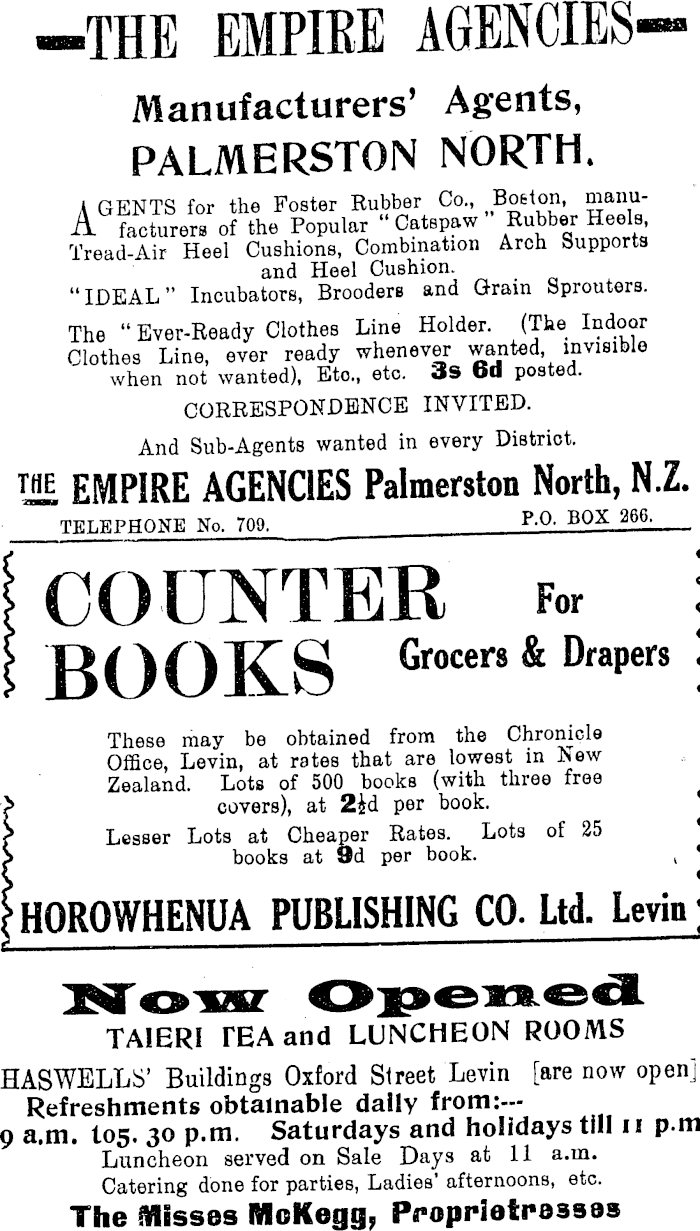 THE EMPIRE AGENCIES
Manufacturers' Agents,
PALMERSTON NORTH.
AGENTS for the Foster Rubber Co., Boston, manu-
facturers of the Popular "Catspaw" Rubber Heels,
Tread-Air Heel Cushions, Combination Arch Supports
and Heel Cushion.
"IDEAL" Incubators, Brooders and Grain Sprouters.
The "Ever-Ready Clothes Line Holder. (The Indoor
Clothes Line, ever ready whenever wanted, invisible
when not wanted), Etc., etc. 3s 6d posted.
CORRESPONDENCE INVITED.
And Sub-Agents wanted in every District.
THE EMPIRE AGENCIES Palmerston North, N.Z.
TELEPHONE No. 709. P.O. BOX 266.
COUNTER BOOKS
For
Grocers & Drapers
These may be obtained from the Chronicle
Office, Levin, at rates that are lowest in New
Zealand. Lots of 500 books (with three free
covers), at 2½d per book.
Lesser Lots at Cheaper Rates. Lots of 25
books at 9d per book.
HOROWHENUA PUBLISHING CO. Ltd. Levin
Now Opened
TAIERI TEA and LUNCHEON ROOMS
HASWELLS' Buildings Oxford Street Levin [are now open]
Refreshments obtainable daily from:---
9 a.m. to5. 30 p.m. Saturdays and holidays till 11 p.m
Luncheon served on Sale Days at 11 a.m.
Catering done for parties, Ladies' afternoons, etc.
The Misses McKegg, Proprietresses